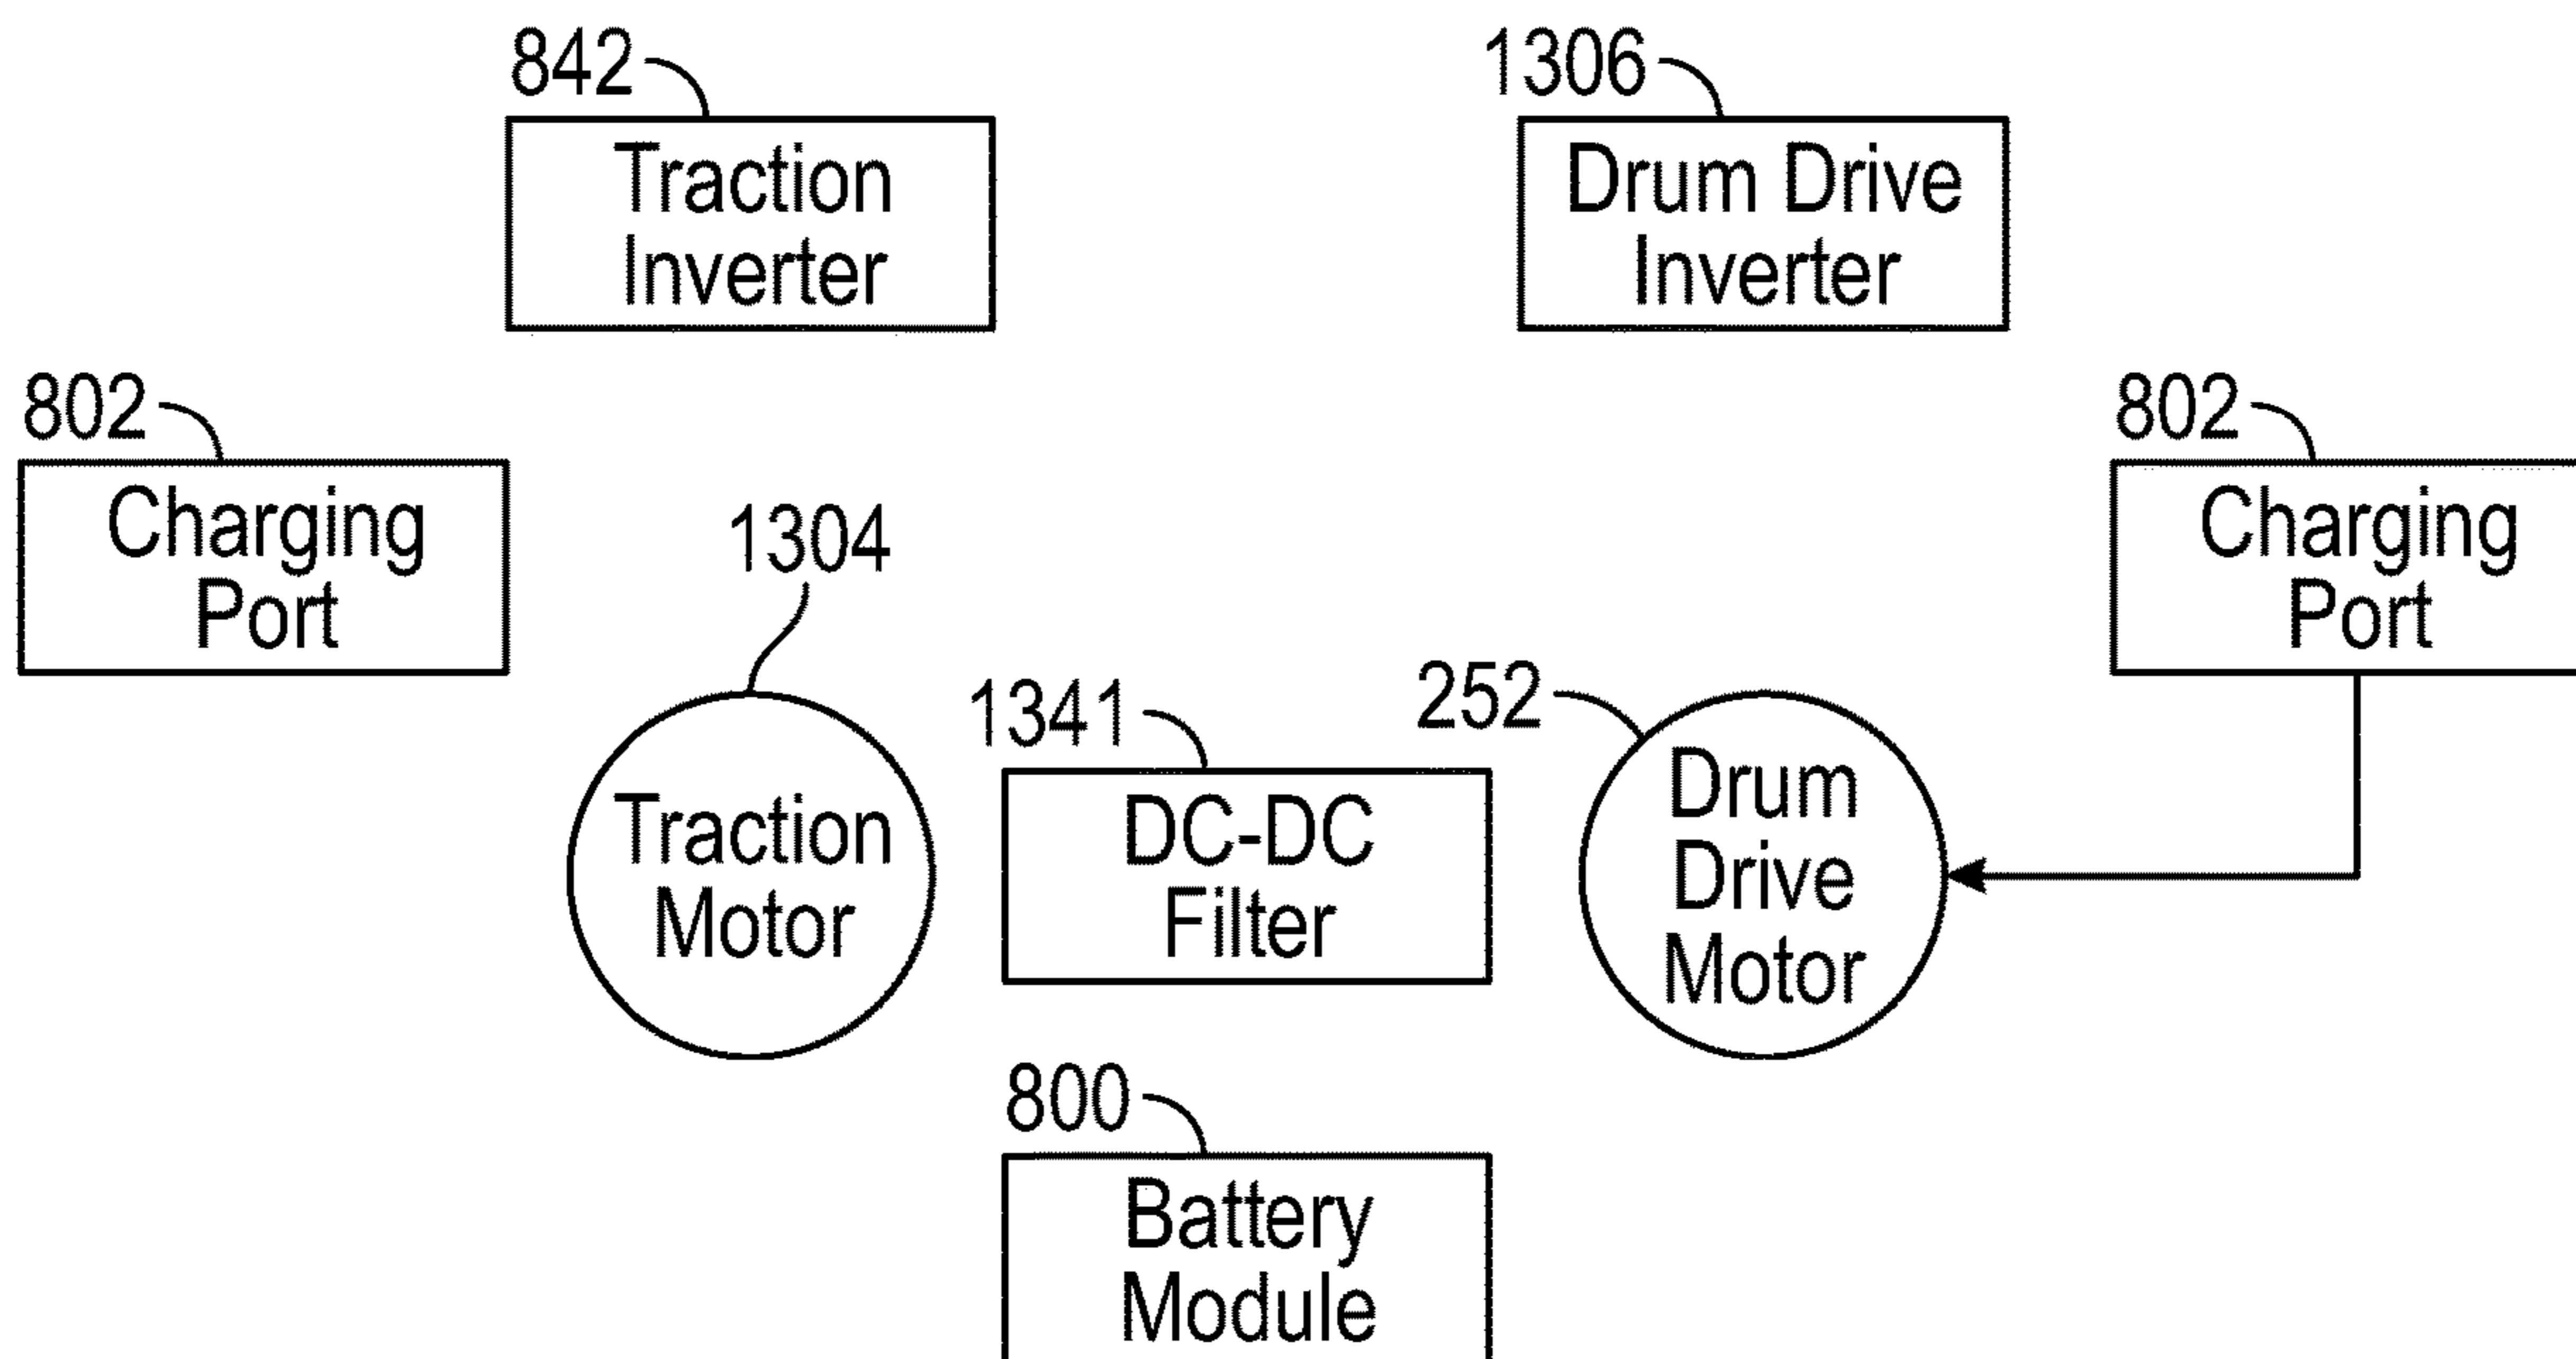 842
Traction
Inverter
1306
Drum Drive
Inverter
802
Charging
Port
802
Charging
Port
1304
Traction
Motor
1341
DC-DC
Filter
252
Drum
Drive
Motor
800
Battery
Module